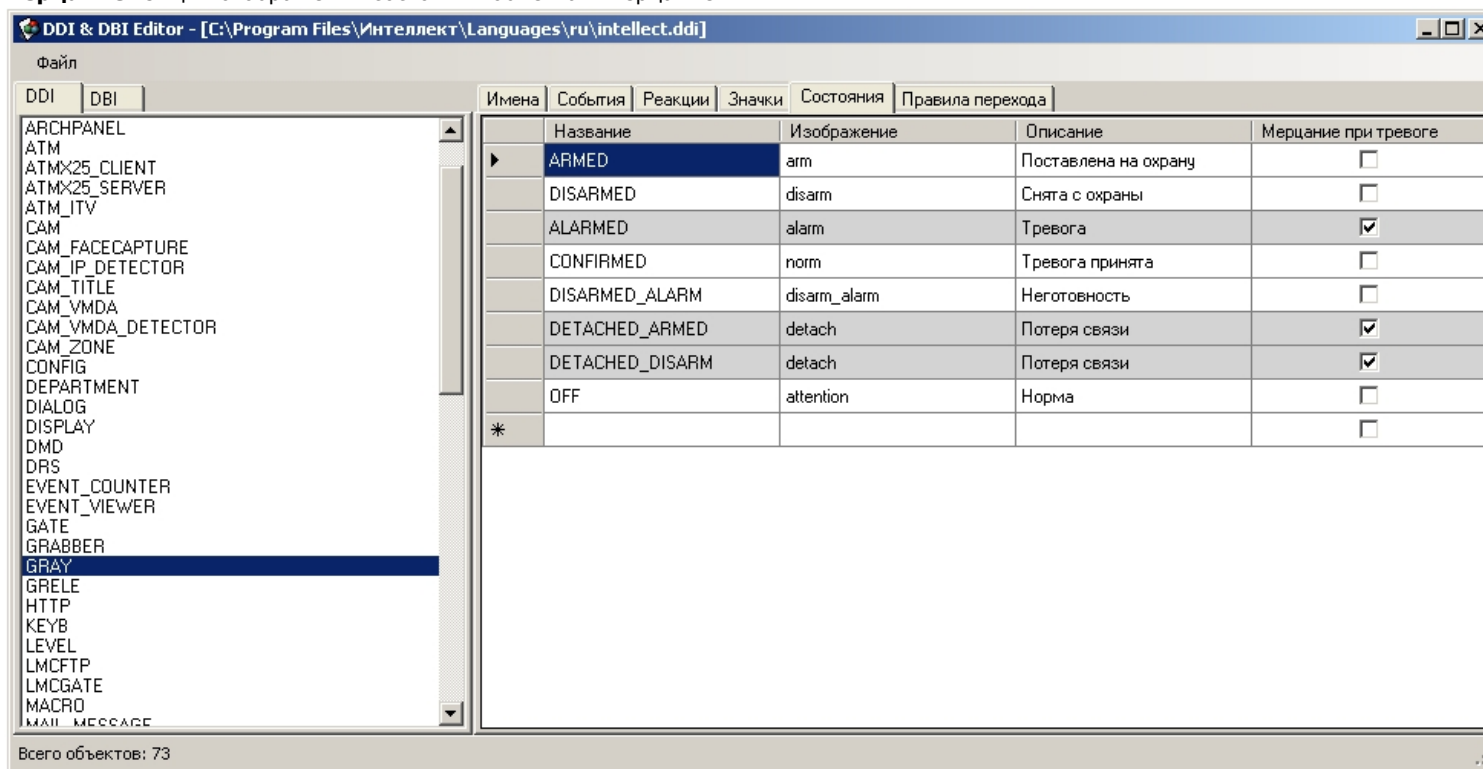 DDI & DBI Editor - [C:\Program Files\Интеллект\Languages\ru\intellect.ddi]
Файл
DDI DBI
ARCHPANEL
ATM
ATMX25_CLIENT
ATMX25_SERVER
ATM_ITV
CAM
CAM_FACECAPTURE
CAM_IP_DETECTOR
CAM_TITLE
CAM_VMDA
CAM_VMDA_DETECTOR
CAM_ZONE
CONFIG
DEPARTMENT
DIALOG
DISPLAY
DMD
DRS
EVENT_COUNTER
EVENT_VIEWER
GATE
GRABBER
GRAY
GRELE
HTTP
KEYB
LEVEL
LMCFTP
LMCGATE
MACRO
MAIL_MESSAGE
Имена События Реакции Значки Состояния Правила перехода
Название Изображение Описание Мерцание при тревоге
ARMED arm Поставлена на охрану
DISARMED disarm Снята с охраны
ALARMED alarm Тревога
CONFIRMED norm Тревога принята
DISARMED_ALARM disarm_alarm Неготовность
DETACHED_ARMED detach Потеря связи
DETACHED_DISARM detach Потеря связи
OFF attention Норма
Всего объектов: 73